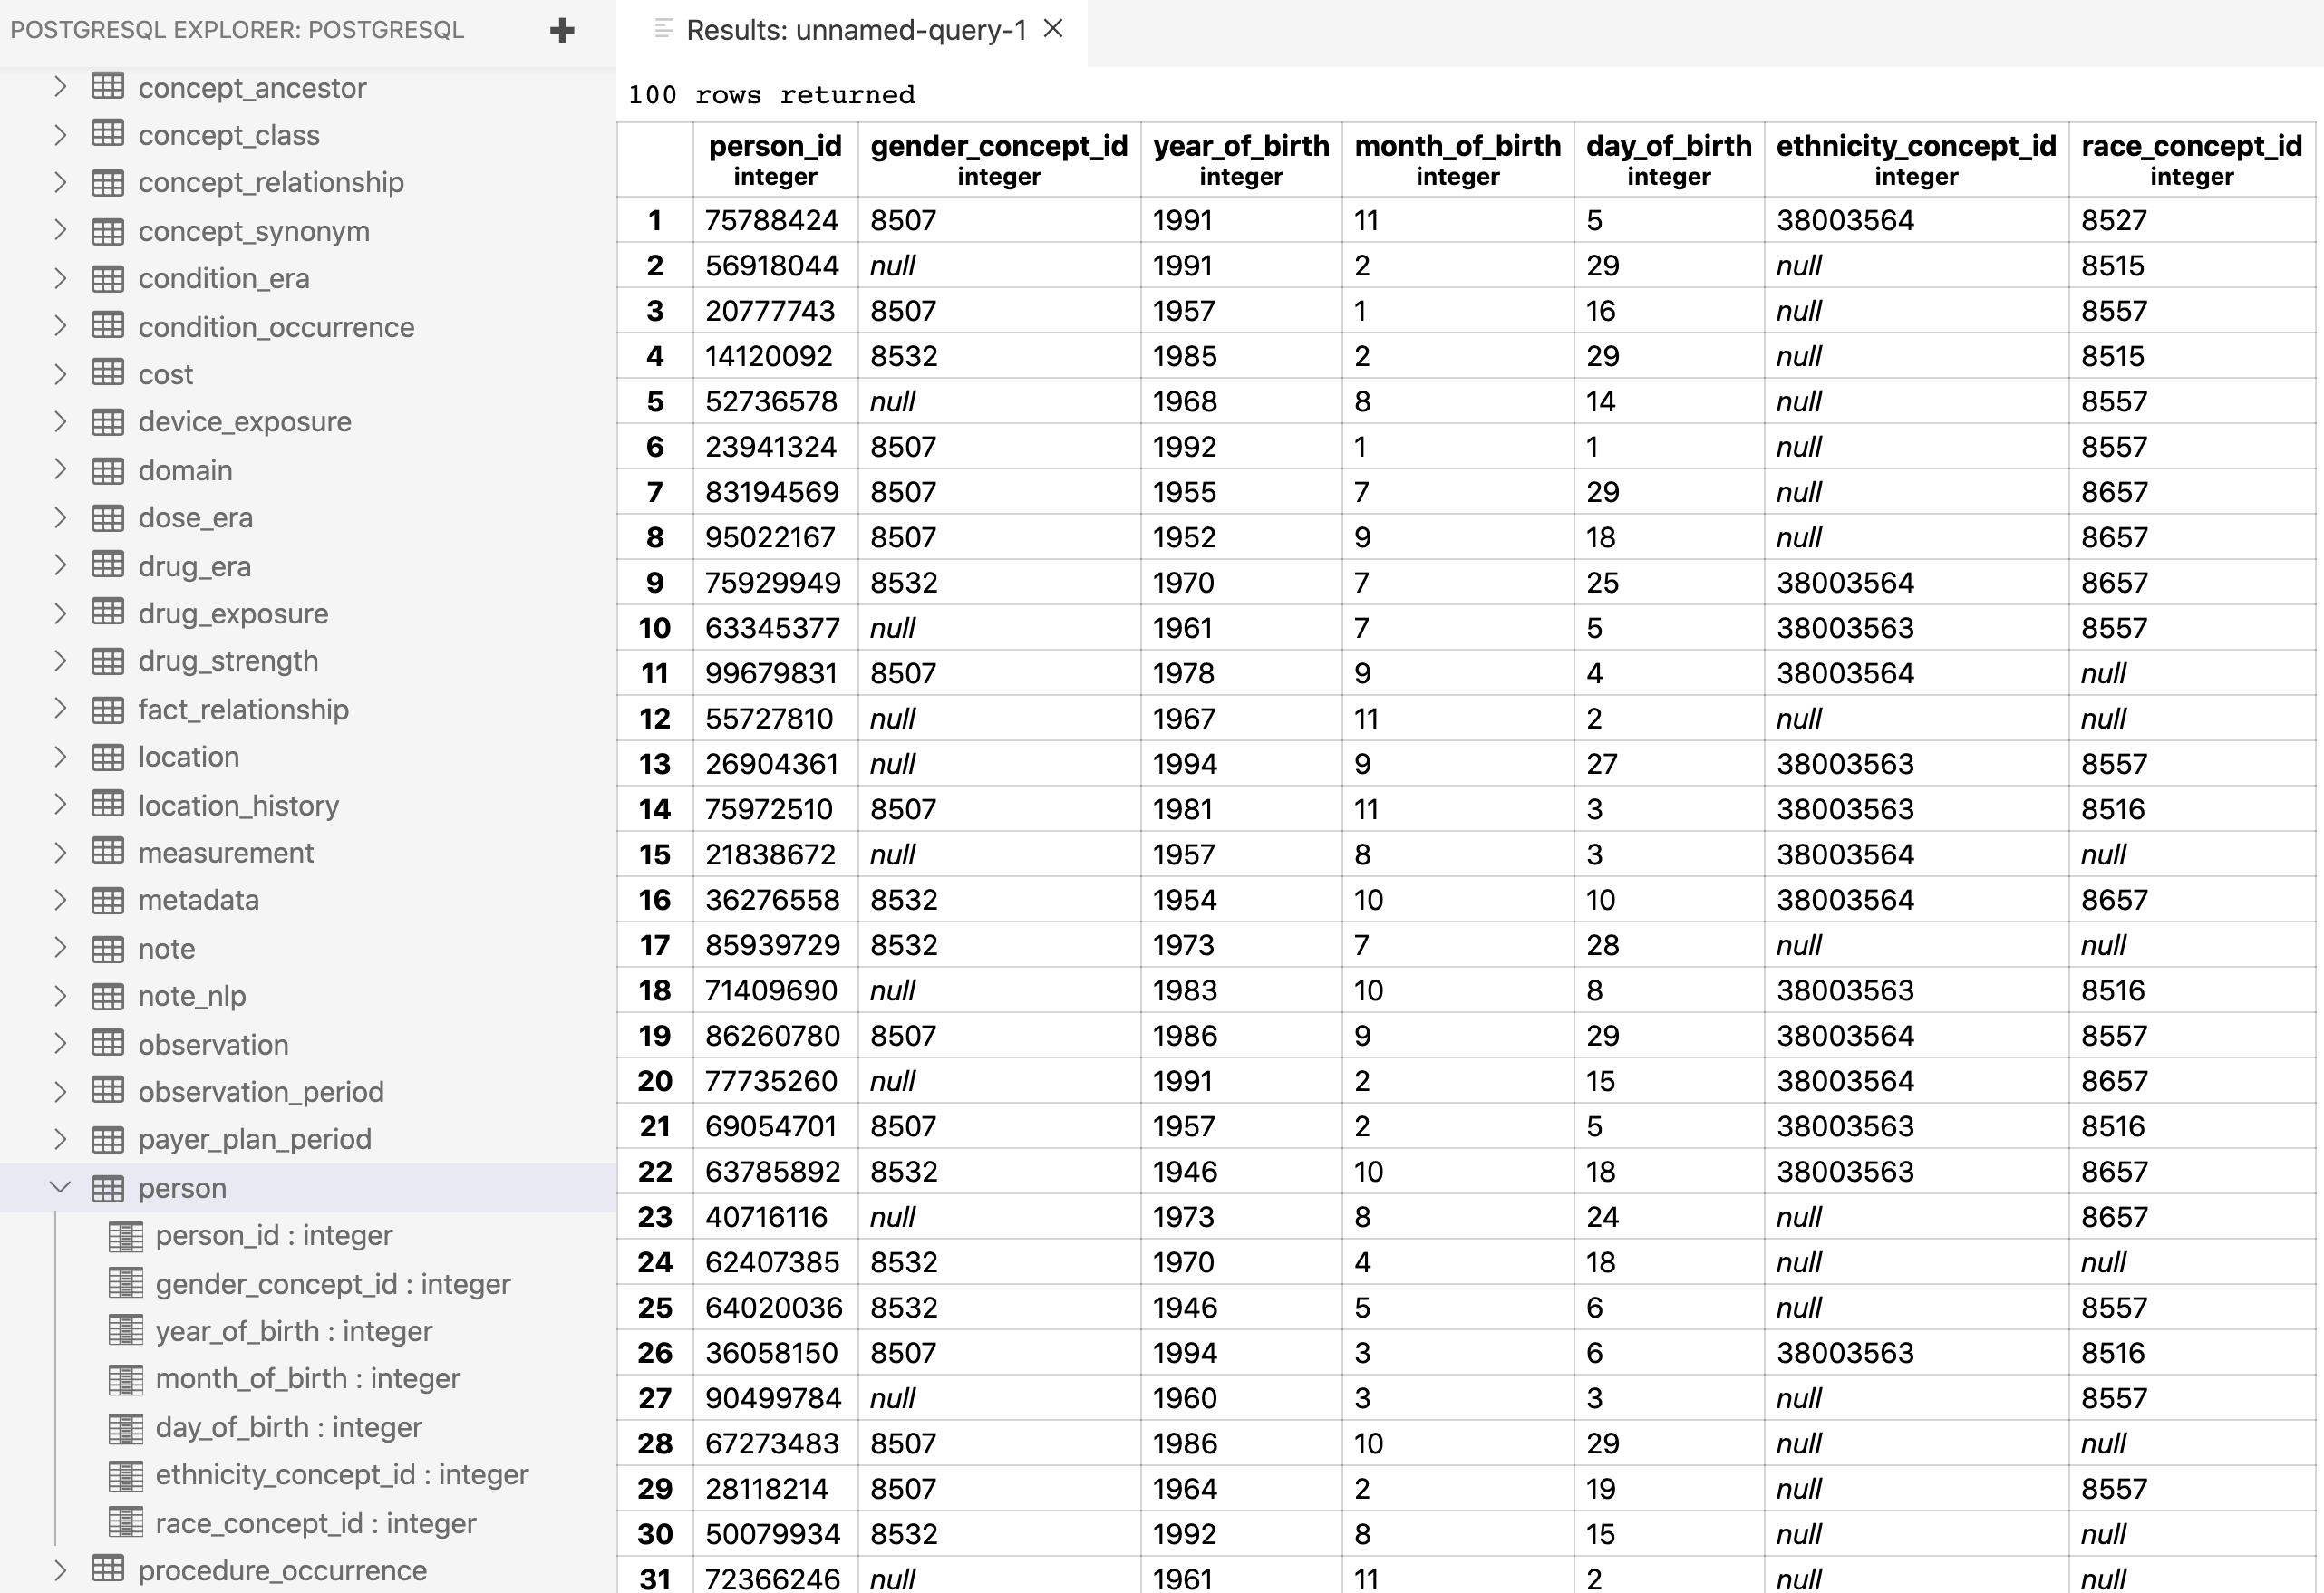 POSTGRESQL EXPLORER: POSTGRESQL
concept_ancestor
concept_class
concept_relationship
concept_synonym
condition_era
condition_occurrence
cost
device_exposure
domain
dose_era
drug_era
drug_exposure
drug_strength
fact_relationship
location
location_history
measurement
metadata
note
note_nlp
observation
observation_period
payer_plan_period
person
person_id : integer
gender_concept_id : integer
year_of_birth : integer
month_of_birth : integer
day_of_birth : integer
ethnicity_concept_id : integer
race_concept_id : integer
procedure_occurrence
Results: unnamed-query-1
100 rows returned
person_id gender_concept_id year_of_birth month_of_birth day_of_birth ethnicity_concept_id race_concept_id
integer integer integer integer integer integer integer
1 75788424 8507 1991 11 5 38003564 8527
2 56918044 null 1991 2 29 null 8515
3 20777743 8507 1957 1 16 null 8557
4 14120092 8532 1985 2 29 null 8515
5 52736578 null 1968 8 14 null 8557
6 23941324 8507 1992 1 1 null 8557
7 83194569 8507 1955 7 29 null 8657
8 95022167 8507 1952 9 18 null 8657
9 75929949 8532 1970 7 25 38003564 8657
10 63345377 null 1961 7 5 38003563 8557
11 99679831 8507 1978 9 4 38003564 null
12 55727810 null 1967 11 2 null null
13 26904361 null 1994 9 27 38003563 8557
14 75972510 8507 1981 11 3 38003563 8516
15 21838672 null 1957 8 3 38003564 null
16 36276558 8532 1954 10 10 38003564 8657
17 85939729 8532 1973 7 28 null null
18 71409690 null 1983 10 8 38003563 8516
19 86260780 8507 1986 9 29 38003564 8557
20 77735260 null 1991 2 15 38003564 8657
21 69054701 8507 1957 2 5 38003563 8516
22 63785892 8532 1946 10 18 38003563 8657
23 40716116 null 1973 8 24 null 8657
24 62407385 8532 1970 4 18 null null
25 64020036 8532 1946 5 6 null 8557
26 36058150 8507 1994 3 6 38003563 8516
27 90499784 null 1960 3 3 null 8557
28 67273483 8507 1986 10 29 null null
29 28118214 8507 1964 2 19 null 8557
30 50079934 8532 1992 8 15 null null
31 72366246 null 1961 11 2 null null